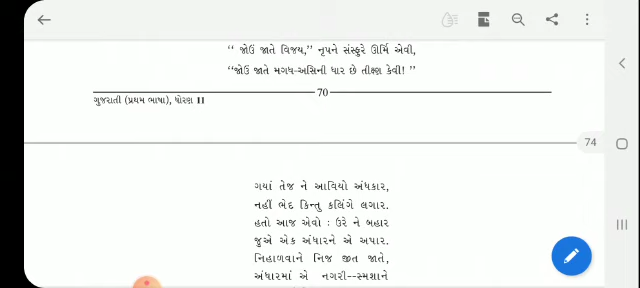 “ જોઉં જાતે વિજય,” નૃપને સંસ્ફુરે ઊર્મિ એવી,
“જોઉં જાતે મગધ-અસિની ધાર છે તીક્ષ્ણ કેવી! ”
70
ગુજરાતી (પ્રથમ ભાષા), ધોરણ 11
74
ગયાં તેજ ને આવિયો અંધકાર,
નહીં ભેદ કિન્તુ કલિંગે લગાર.
હતો આજ એવો : ઉરે ને બહાર
જુએ એક અંધારને એ અપાર.
નિહાળવાને નિજ જીત જાતે,
અંધારમાં એ નગરી--સ્મશાને